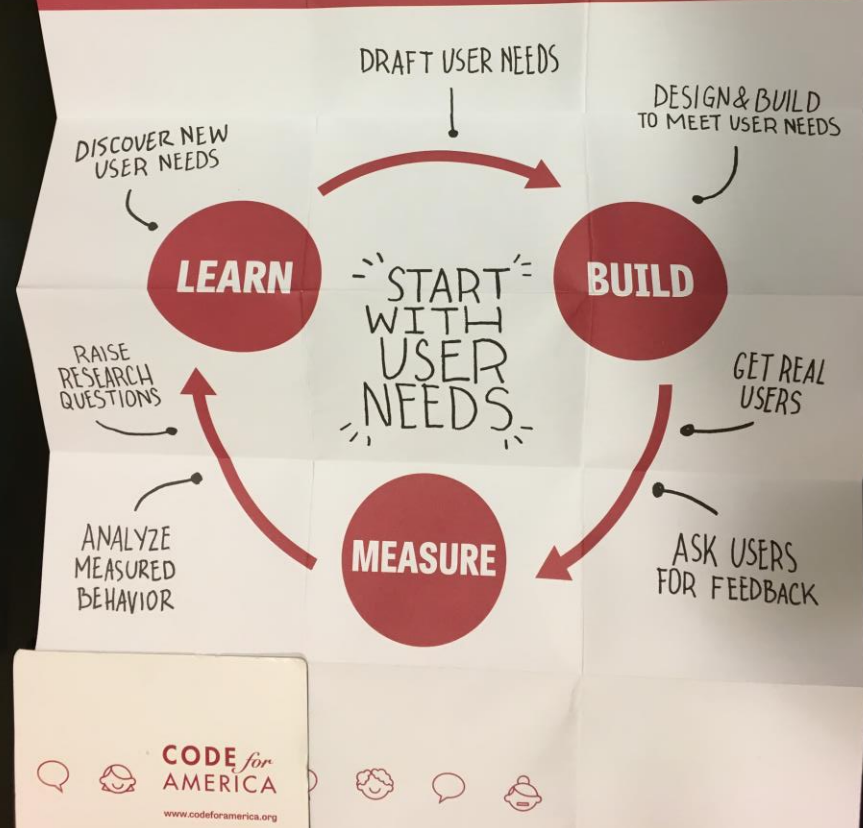 DRAFT USER NEEDS
DESIGN & BUILD
TO MEET USER NEEDS
DISCOVER NEW
USER NEEDS
LEARN
BUILD
START
WITH
USER
NEEDS
RAISE
RESEARCH
QUESTIONS
GET REAL
USERS
ANALYZE
MEASURED
BEHAVIOR
MEASURE
ASK USERS
FOR FEEDBACK
CODE for
AMERICA
www.codeforamerica.org